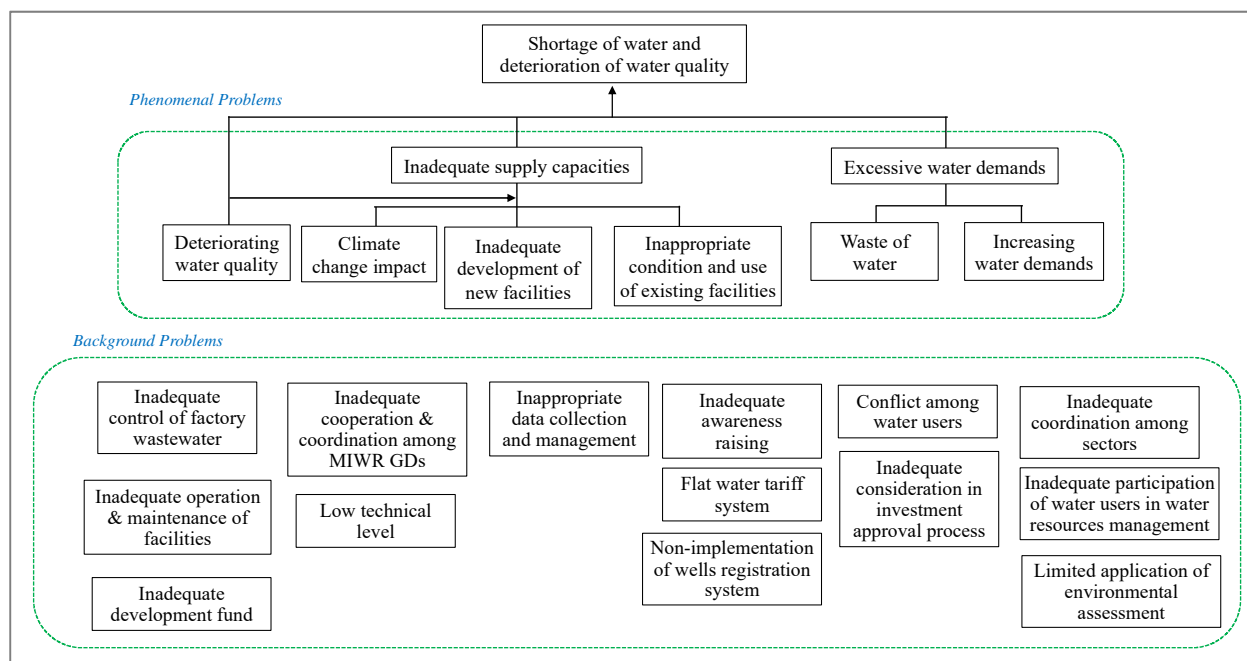 Shortage of water and
deterioration of water quality
Phenomenal Problems
Inadequate supply capacities
Excessive water demands
Deteriorating
water quality
Climate
change impact
Inadequate
development of
new facilities
Inappropriate
condition and use
of existing facilities
Waste of
water
Increasing
water demands
Background Problems
Inadequate
control of factory
wastewater
Inadequate
cooperation &
coordination among
MIWR GDs
Inappropriate
data collection
and management
Inadequate
awareness
raising
Conflict among
water users
Inadequate
coordination among
sectors
Inadequate operation
& maintenance of
facilities
Low technical
level
Flat water tariff
system
Inadequate
consideration in
investment
approval process
Inadequate participation
of water users in water
resources management
Non-implementation
of wells registration
system
Inadequate
development fund
Limited application of
environmental
assessment